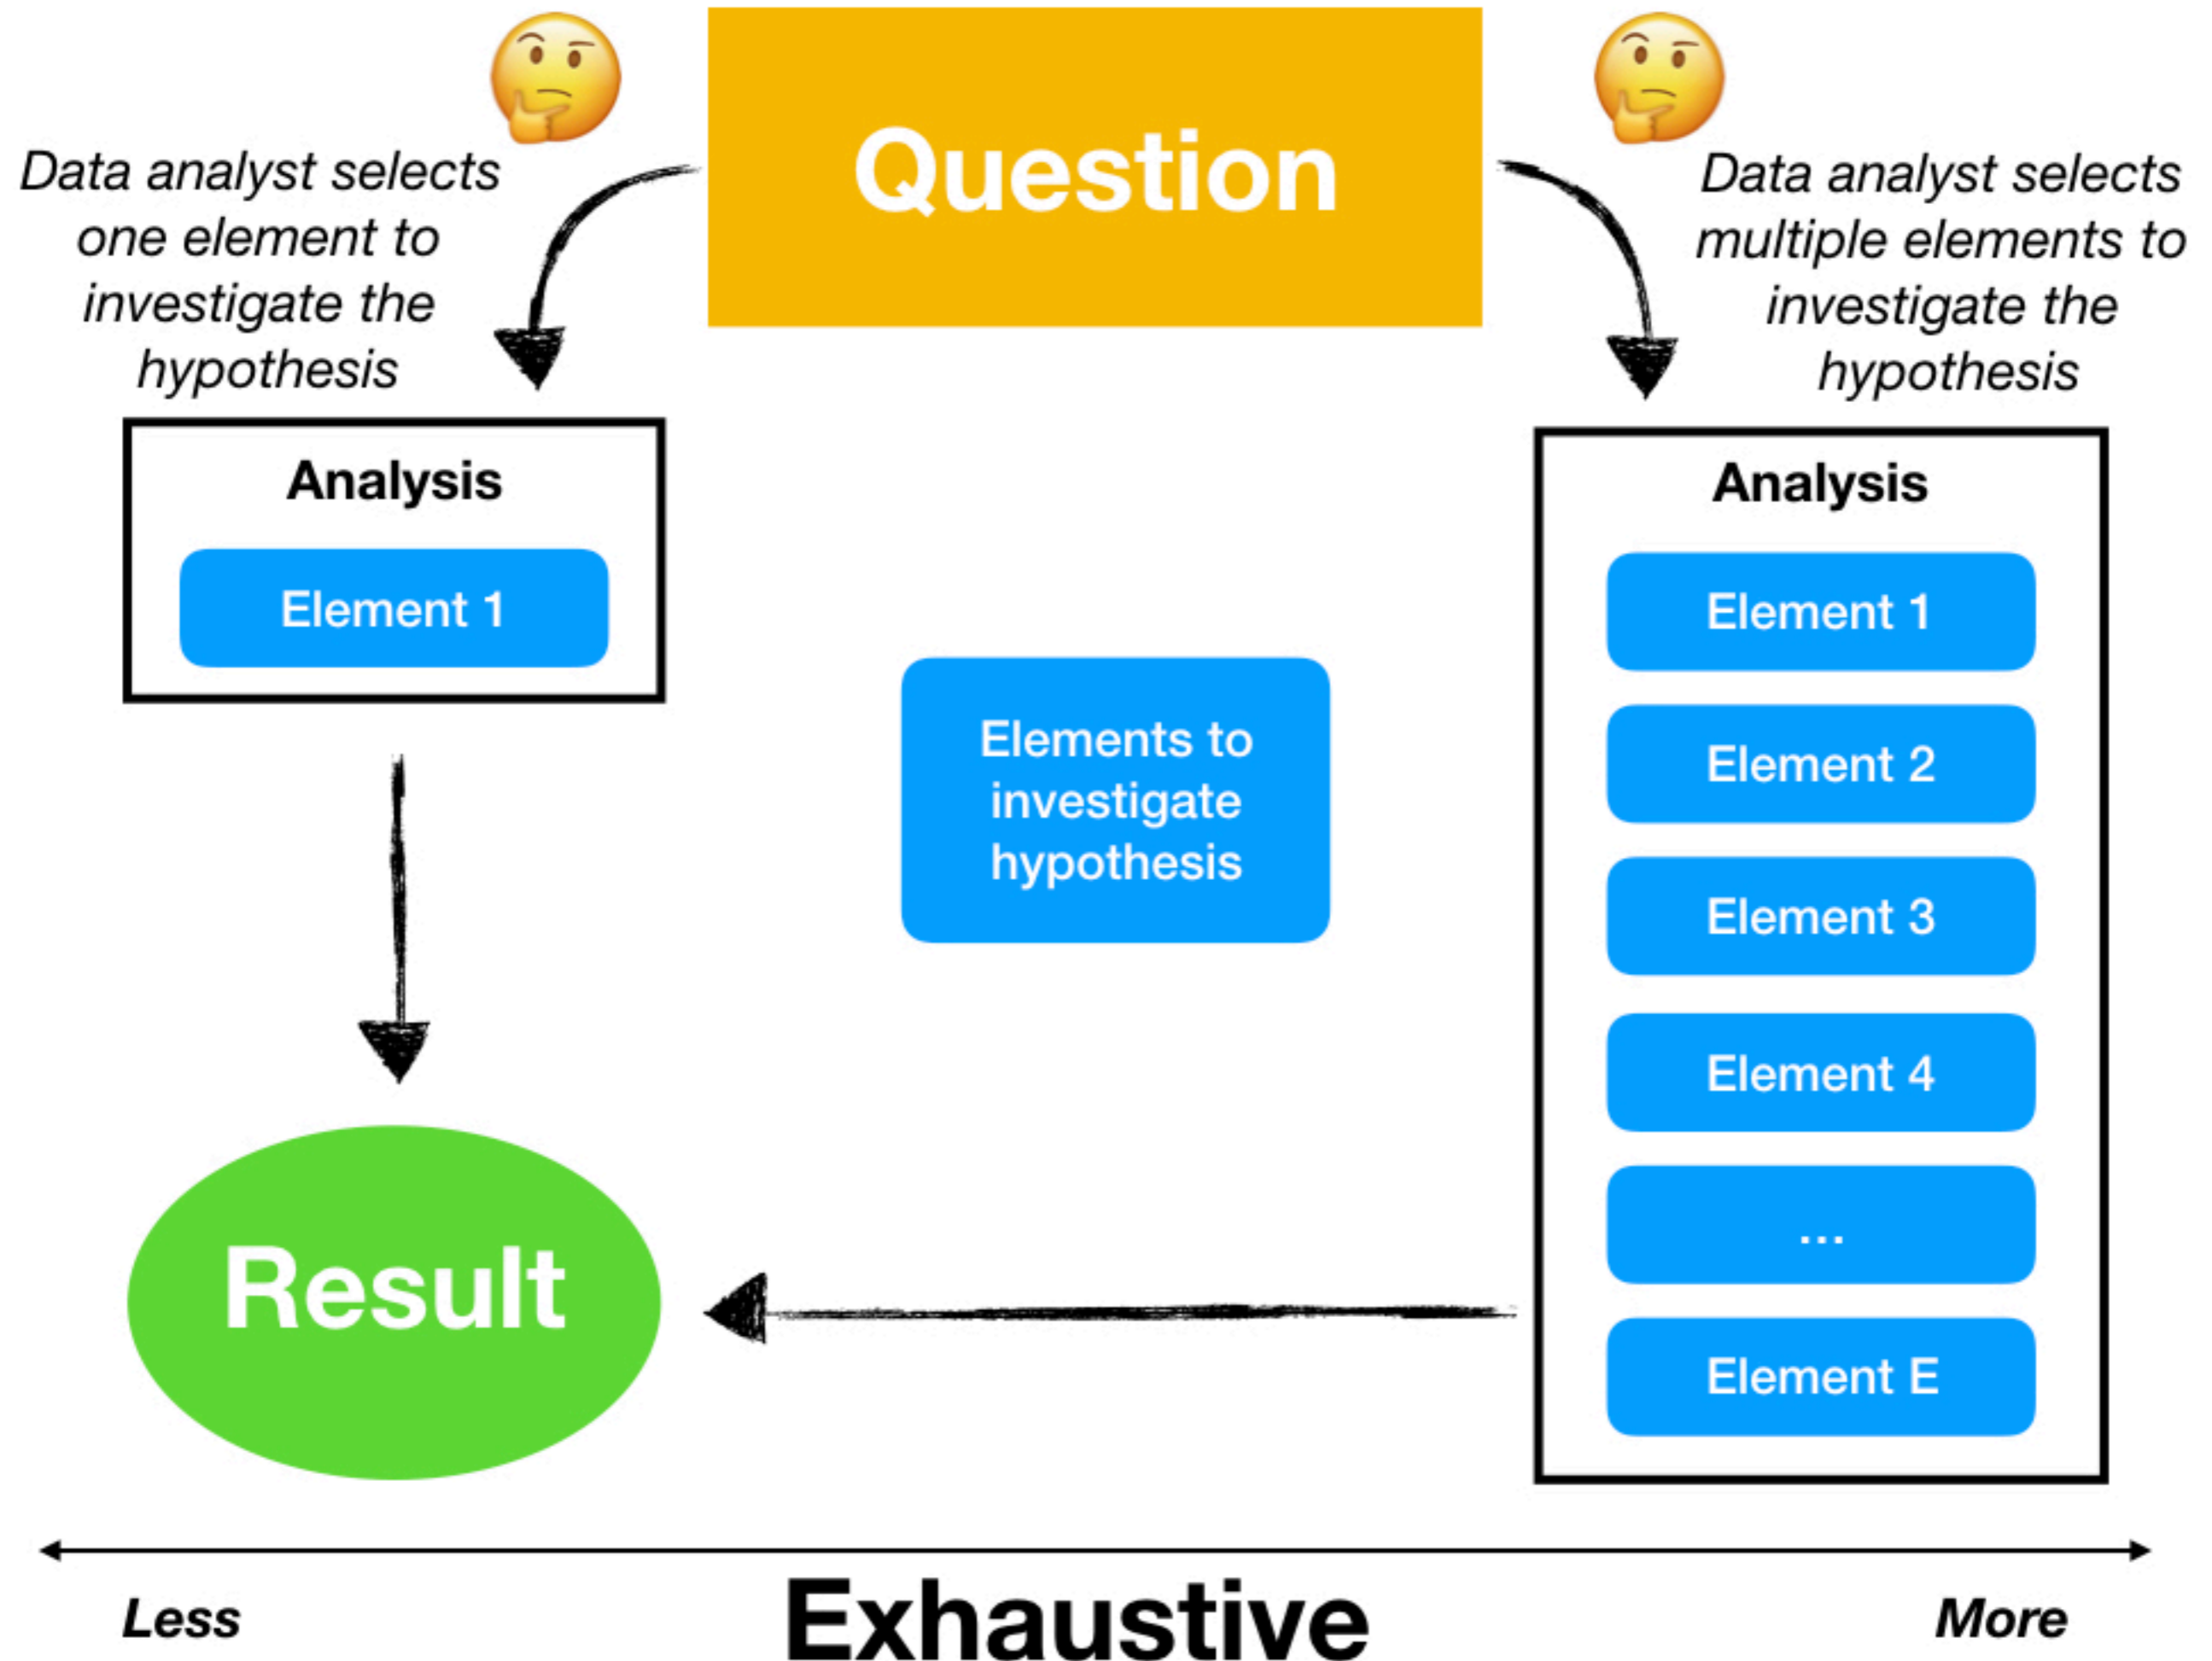 Question
Data analyst selects
one element to
investigate the
hypothesis
Data analyst selects
multiple elements to
investigate the
hypothesis
Analysis
Element 1
Elements to
investigate
hypothesis
Analysis
Element 1
Element 2
Element 3
Element 4
...
Element E
Result
Less
Exhaustive
More